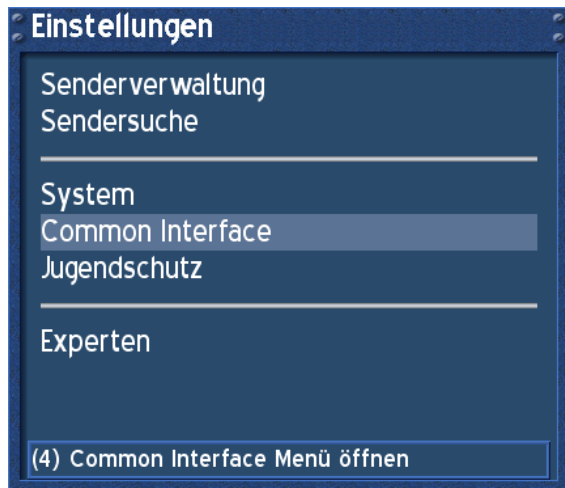 Einstellungen
Senderverwaltung
Sendersuche
System
Common Interface
Jugendschutz
Experten
(4) Common Interface Menü öffnen